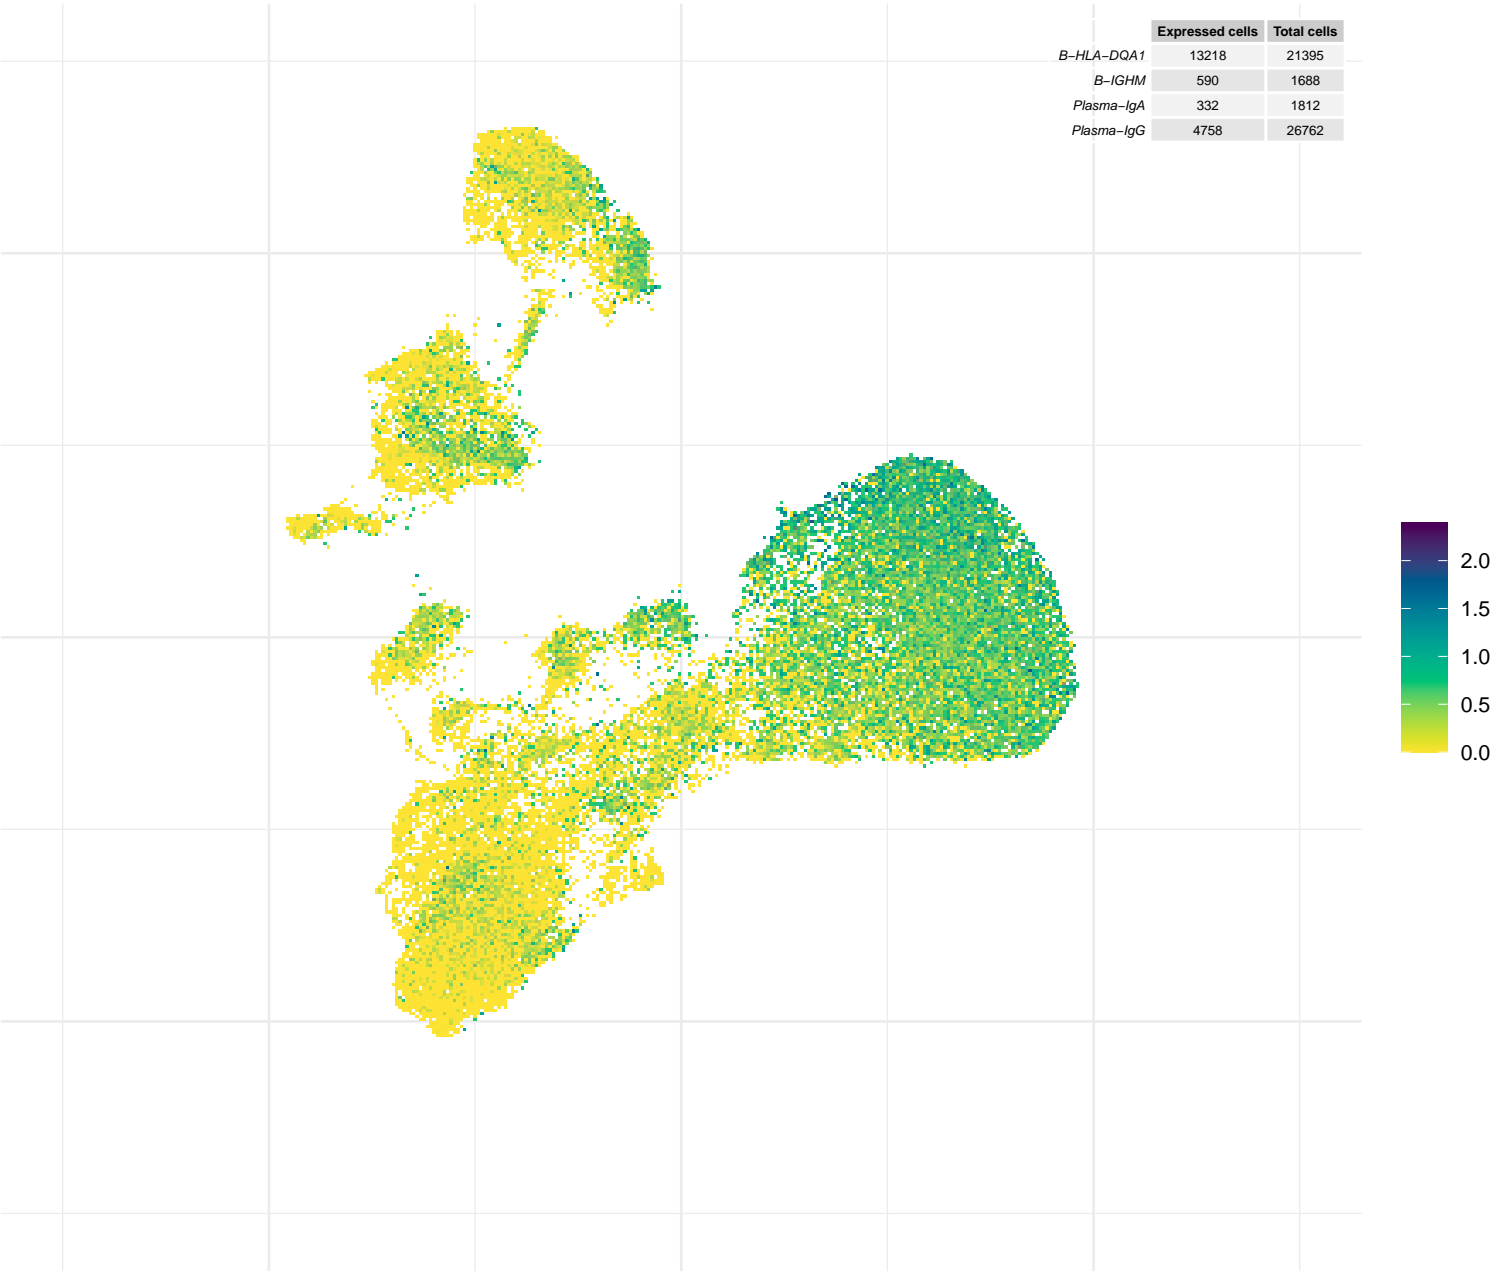 Expressed cells Total cells
B−HLA−DQA1 13218 21395
B−IGHM 590 1688
Plasma−IgA 332 1812
Plasma−IgG 4758 26762
2.0
1.5
1.0
0.5
0.0